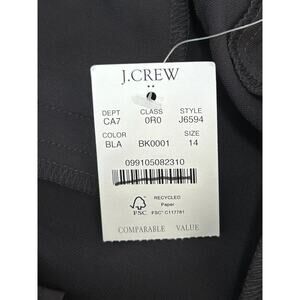 J.CREW
DEPT CLASS STYLE
CA7 0R0 J6594
COLOR SIZE
BLA BK0001 14
099105082310
RECYCLED
Paper
FSC FSC® C117781
COMPARABLE VALUE